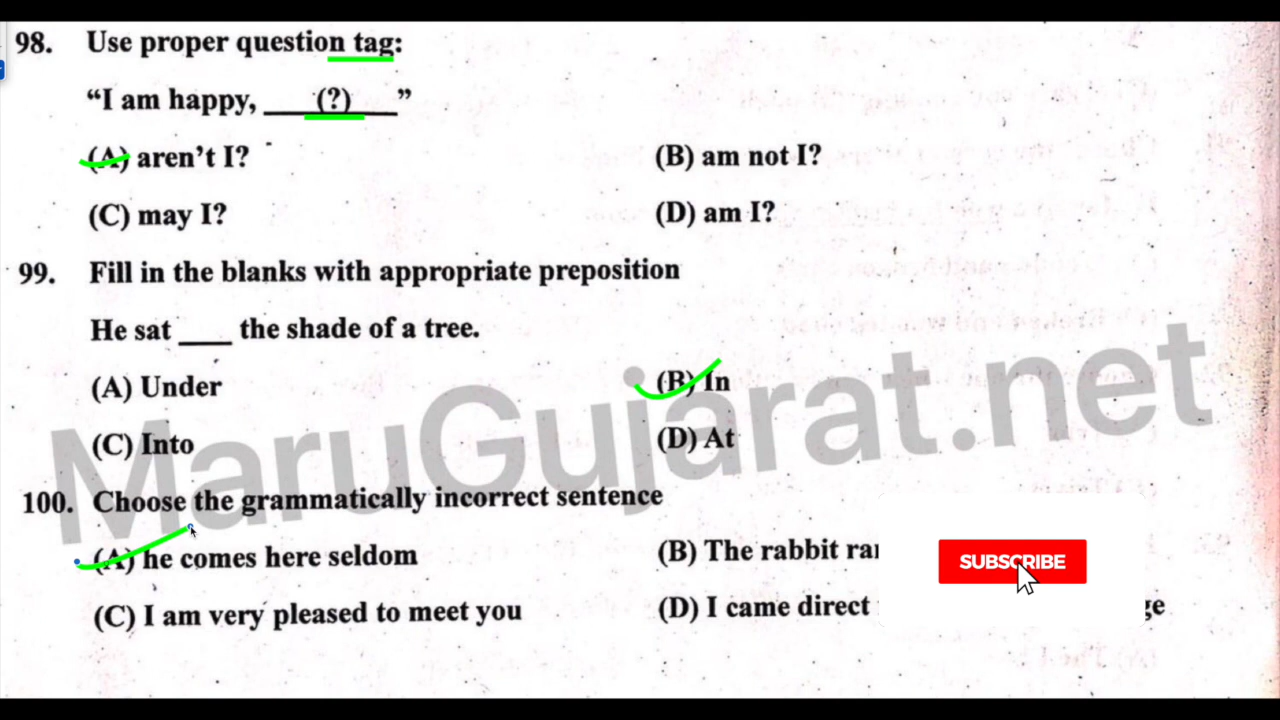 98. Use proper question tag:
“I am happy, ____(?)____”
(A) aren’t I? (B) am not I?
(C) may I? (D) am I?
99. Fill in the blanks with appropriate preposition
He sat ____ the shade of a tree.
(A) Under (B) In
(C) Into (D) At
MaruGujarat.net
100. Choose the grammatically incorrect sentence
(A) he comes here seldom (B) The rabbit
SUBSCRIBE
(C) I am very pleased to meet you (D) I came direct